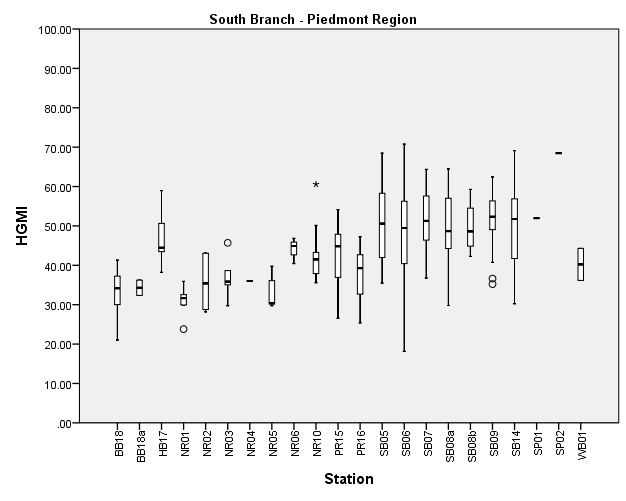 South Branch - Piedmont Region
100.00
90.00
80.00
70.00
60.00
50.00
40.00
30.00
20.00
10.00
.00
HGMI
BB18
BB18a
HB17
NR01
NR02
NR03
NR04
NR05
NR06
NR10
PR15
PR16
SB05
SB06
SB07
SB08a
SB08b
SB09
SB14
SP01
SP02
WB01
Station